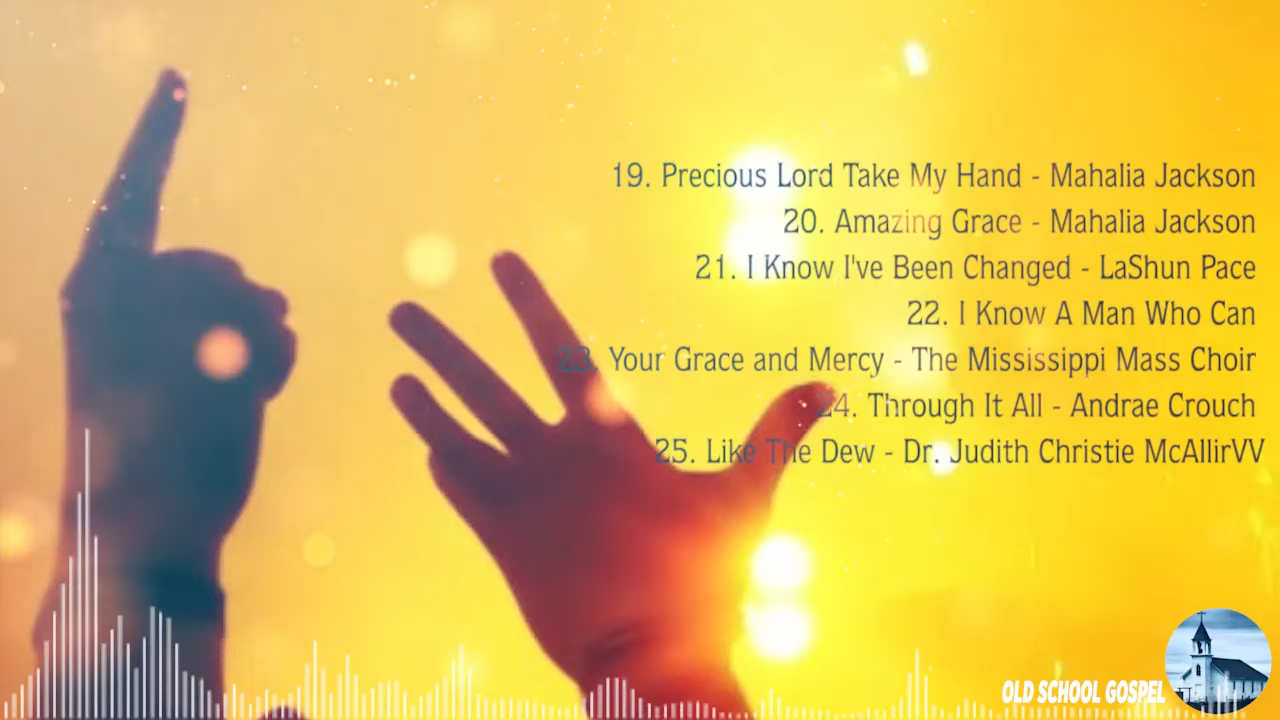 19. Precious Lord Take My Hand - Mahalia Jackson
20. Amazing Grace - Mahalia Jackson
21. I Know I've Been Changed - LaShun Pace
22. I Know A Man Who Can
23. Your Grace and Mercy - The Mississippi Mass Choir
24. Through It All - Andrae Crouch
25. Like The Dew - Dr. Judith Christie McAllirVV
OLD SCHOOL GOSPEL